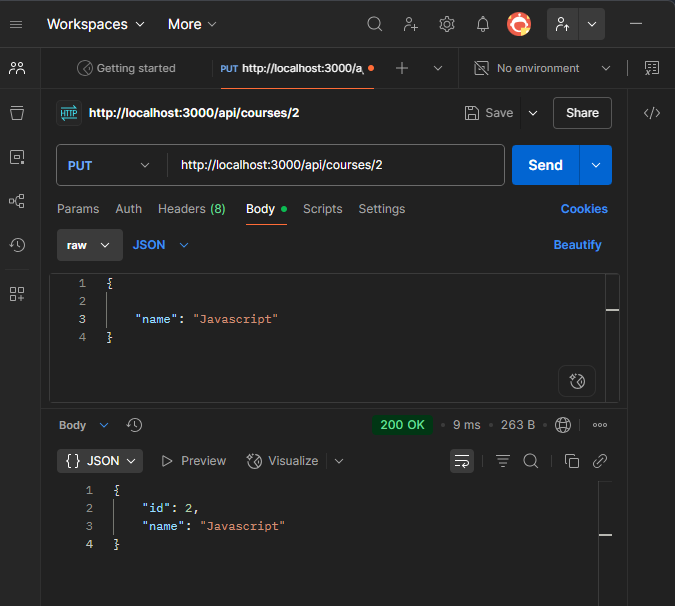 Workspaces More
Getting started PUT http://localhost:3000/a No environment
HTTP http://localhost:3000/api/courses/2 Save Share
PUT http://localhost:3000/api/courses/2 Send
Params Auth Headers (8) Body Scripts Settings Cookies
raw JSON Beautify
1 {
2
3 "name": "Javascript"
4 }
Body 200 OK • 9 ms • 263 B
{} JSON Preview Visualize
1 {
2 "id": 2,
3 "name": "Javascript"
4 }